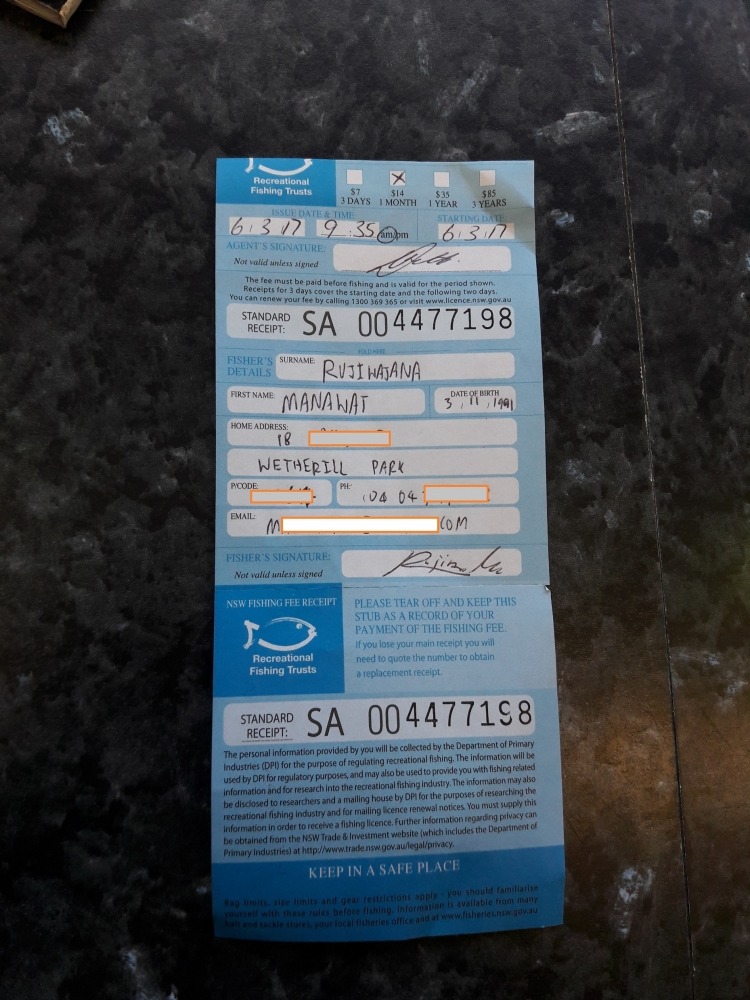 Recreational
Fishing Trusts
$7
3 DAYS
$14
1 MONTH
$35
1 YEAR
$85
3 YEARS
ISSUE DATE & TIME:
STARTING DATE:
6.3.17 9:35 am/pm 6.3.17
AGENT'S SIGNATURE:
Not valid unless signed
The fee must be paid before fishing and is valid for the period shown.
Receipts for 3 days cover the starting date and the following two days.
You can renew your fee by calling 1300 369 365 or visit www.licence.nsw.gov.au
STANDARD
RECEIPT:
SA 004477198
FOLD HERE
FISHER'S
DETAILS
SURNAME: RUJIWAJANA
FIRST NAME: MANAWAT
DATE OF BIRTH
3, 11, 1991
HOME ADDRESS:
18
WETHERILL PARK
P/CODE:
PH: 04 04
EMAIL: M COM
FISHER'S SIGNATURE:
Not valid unless signed
NSW FISHING FEE RECEIPT
Recreational
Fishing Trusts
PLEASE TEAR OFF AND KEEP THIS
STUB AS A RECORD OF YOUR
PAYMENT OF THE FISHING FEE.
If you lose your main receipt you will
need to quote the number to obtain
a replacement receipt.
STANDARD
RECEIPT:
SA 004477198
The personal information provided by you will be collected by the Department of Primary
Industries (DPI) for the purpose of regulating recreational fishing. The information will be
used by DPI for regulatory purposes, and may also be used to provide you with fishing related
information and for research into the recreational fishing industry. The information may also
be disclosed to researchers and a mailing house by DPI for the purposes of researching the
recreational fishing industry and for mailing licence renewal notices. You must supply this
information in order to receive a fishing licence. Further information regarding privacy can
be obtained from the NSW Trade & Investment website (which includes the Department of
Primary Industries) at http://www.trade.nsw.gov.au/legal/privacy.
KEEP IN A SAFE PLACE
Bag limits, size limits and gear restrictions apply - you should familiarise
yourself with these rules before fishing. Information is available from many
bait and tackle stores, your local fisheries office and at www.fisheries.nsw.gov.au